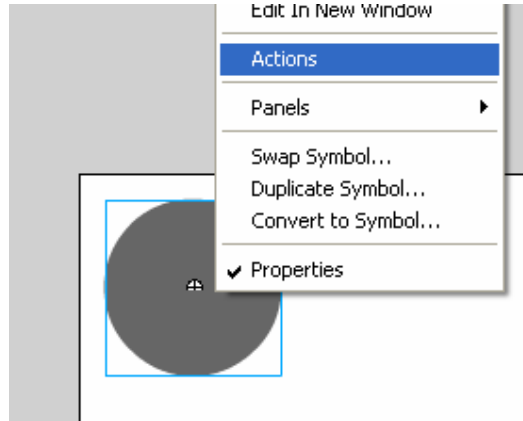 Edit In New Window
Actions
Panels
Swap Symbol...
Duplicate Symbol...
Convert to Symbol...
Properties